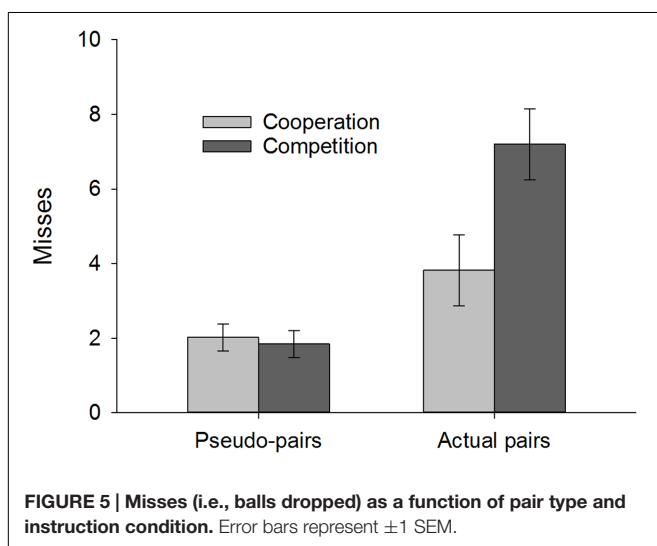 10
8
6
4
2
0
Misses
Cooperation
Competition
Pseudo-pairs Actual pairs
FIGURE 5 | Misses (i.e., balls dropped) as a function of pair type and
instruction condition. Error bars represent ±1 SEM.